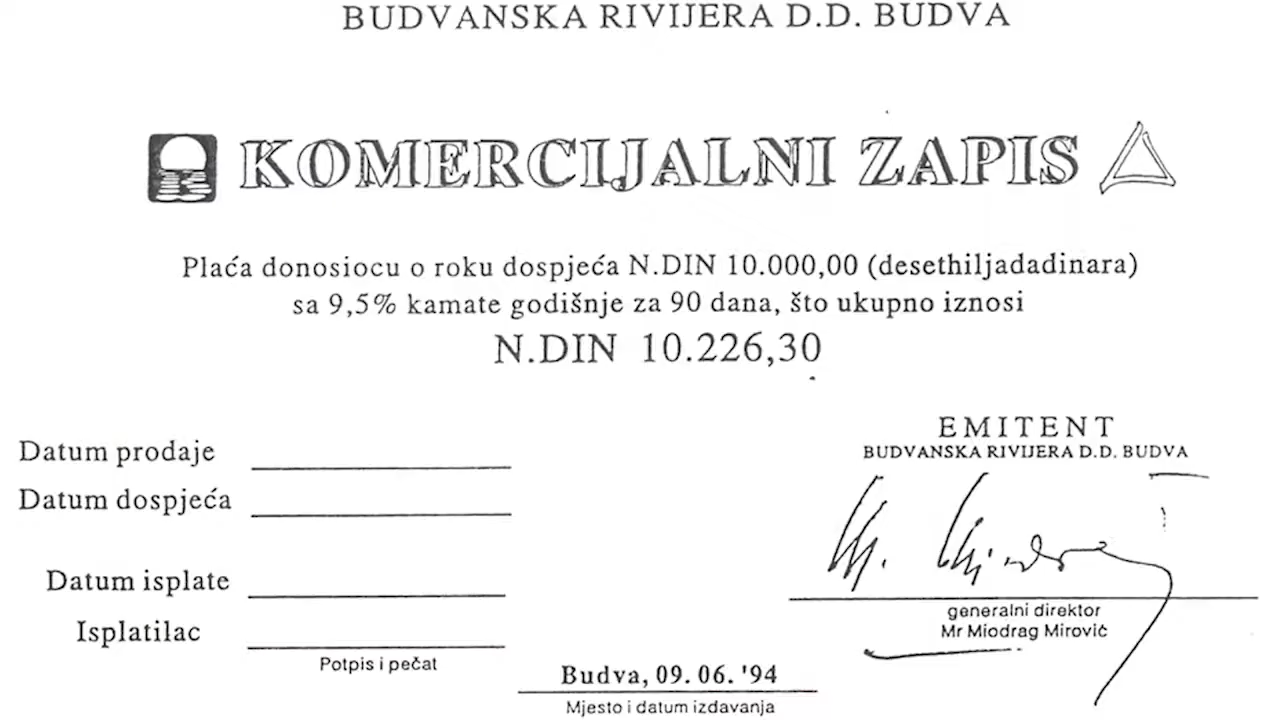 BUDVANSKA RIVIJERA D.D. BUDVA
KOMERCIJALNI ZAPIS
Plaća donosiocu o roku dospjeća N.DIN 10.000,00 (desethiljadadinara)
sa 9,5% kamate godišnje za 90 dana, što ukupno iznosi
N.DIN 10.226,30
Datum prodaje
Datum dospjeća
Datum isplate
Isplatilac
Potpis i pečat
EMITENT
BUDVANSKA RIVIJERA D.D. BUDVA
generalni direktor
Mr Miodrag Mirović
Budva, 09. 06. '94
Mjesto i datum izdavanja